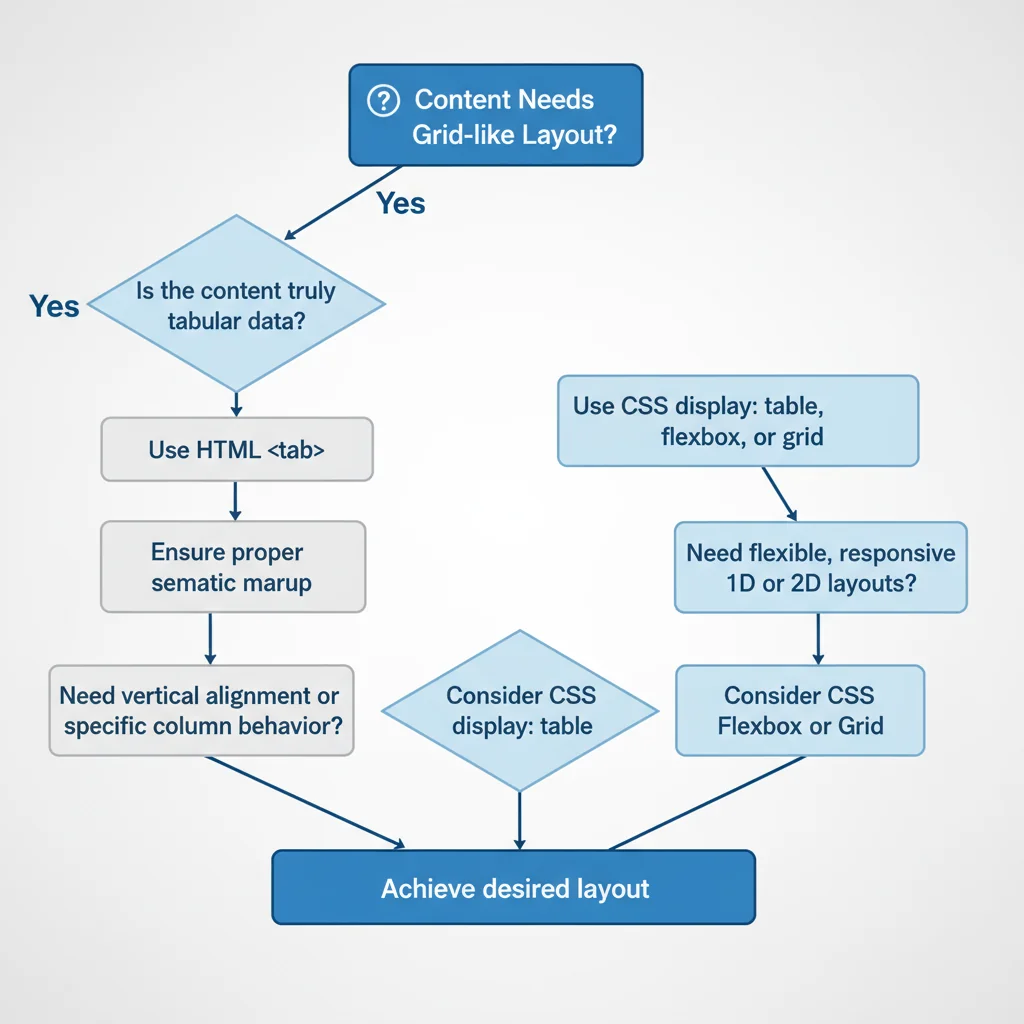 Content Needs
Grid-like Layout?
Yes
Is the content truly
tabular data?
Yes
Use HTML <tab>
Ensure proper
sematic marup
Need vertical alignment or
specific column behavior?
Use CSS display: table,
flexbox, or grid
Need flexible, responsive
1D or 2D layouts?
Consider CSS
display: table
Consider CSS
Flexbox or Grid
Achieve desired layout